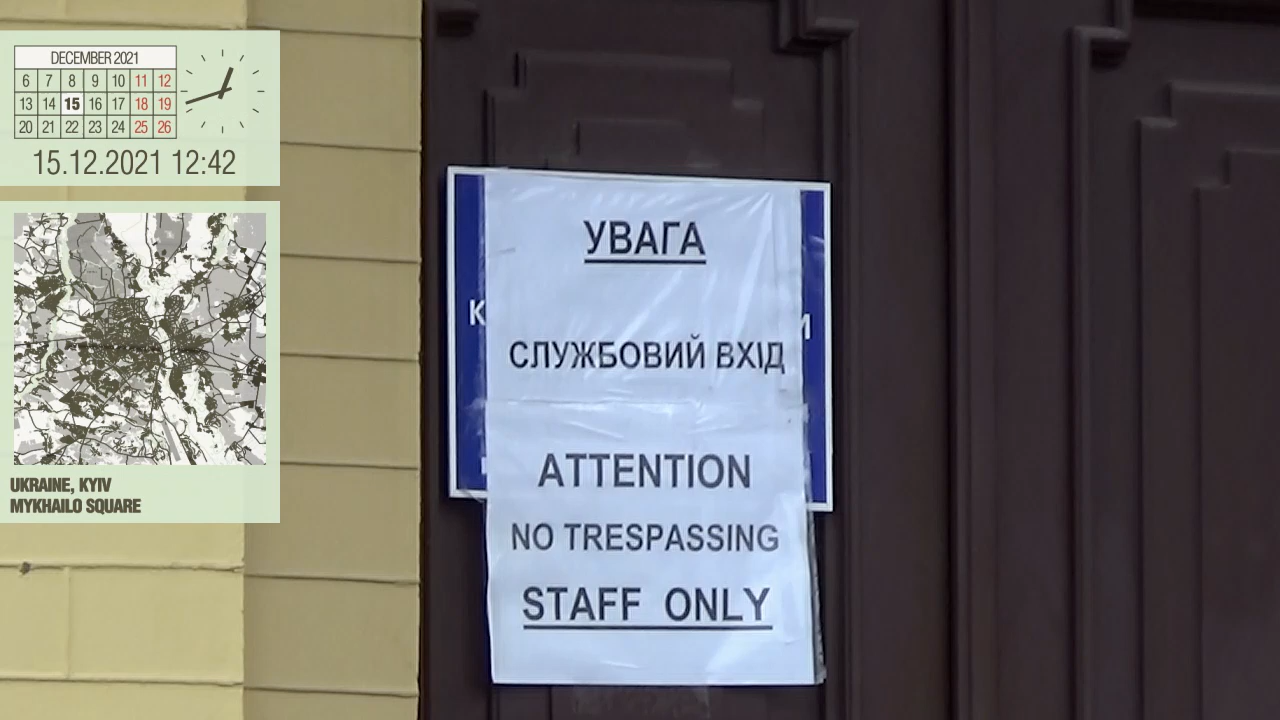 DECEMBER 2021
6 7 8 9 10 11 12
13 14 15 16 17 18 19
20 21 22 23 24 25 26
15.12.2021 12:42
UKRAINE, KYIV
MYKHAILO SQUARE
УВАГА
СЛУЖБОВИЙ ВХІД
ATTENTION
NO TRESPASSING
STAFF ONLY